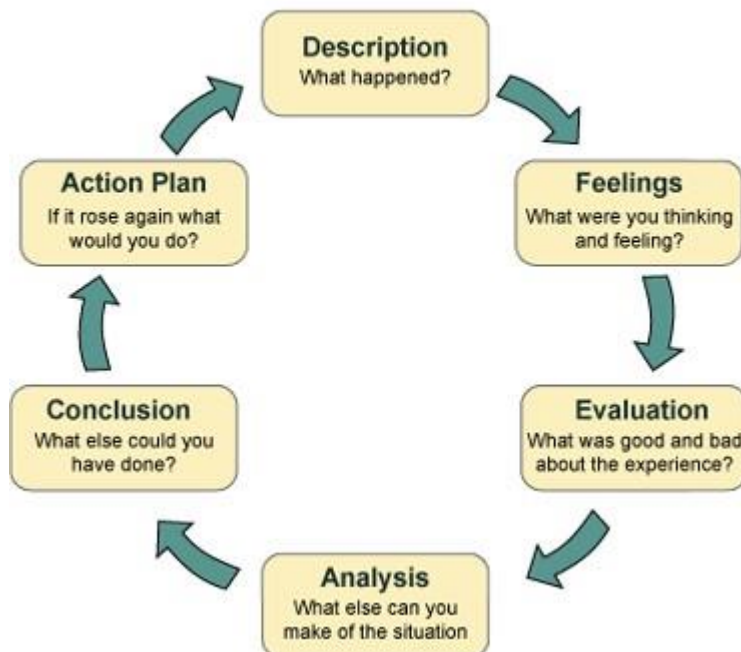 Description
What happened?
Feelings
What were you thinking
and feeling?
Evaluation
What was good and bad
about the experience?
Analysis
What else can you
make of the situation
Conclusion
What else could you
have done?
Action Plan
If it rose again what
would you do?